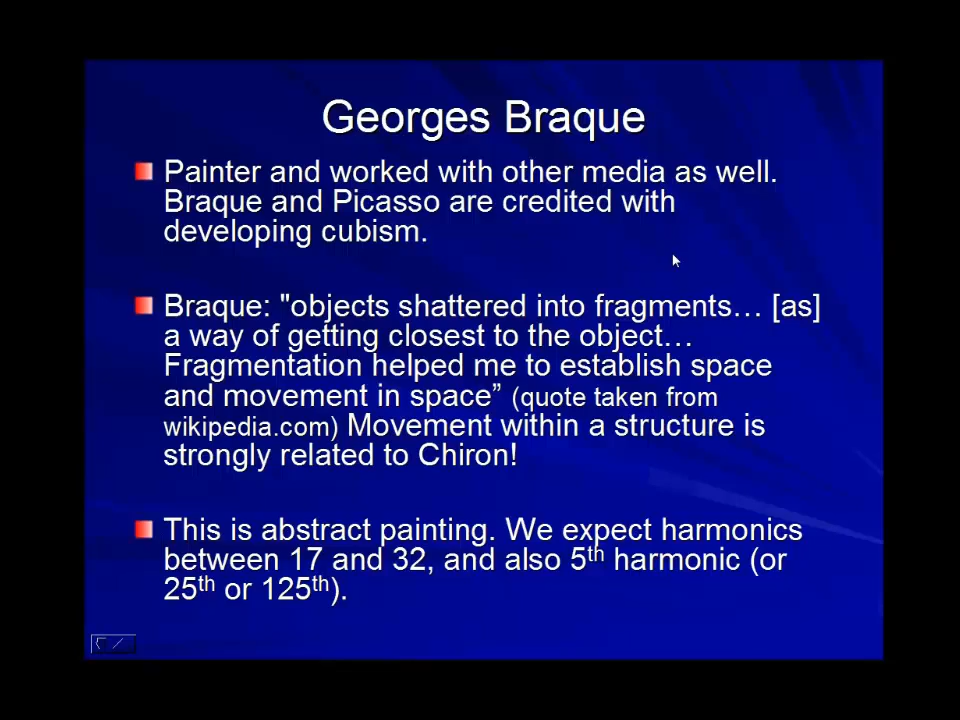 Georges Braque
Painter and worked with other media as well.
Braque and Picasso are credited with
developing cubism.
Braque: "objects shattered into fragments… [as]
a way of getting closest to the object…
Fragmentation helped me to establish space
and movement in space” (quote taken from
wikipedia.com) Movement within a structure is
strongly related to Chiron!
This is abstract painting. We expect harmonics
between 17 and 32, and also 5th harmonic (or
25th or 125th).